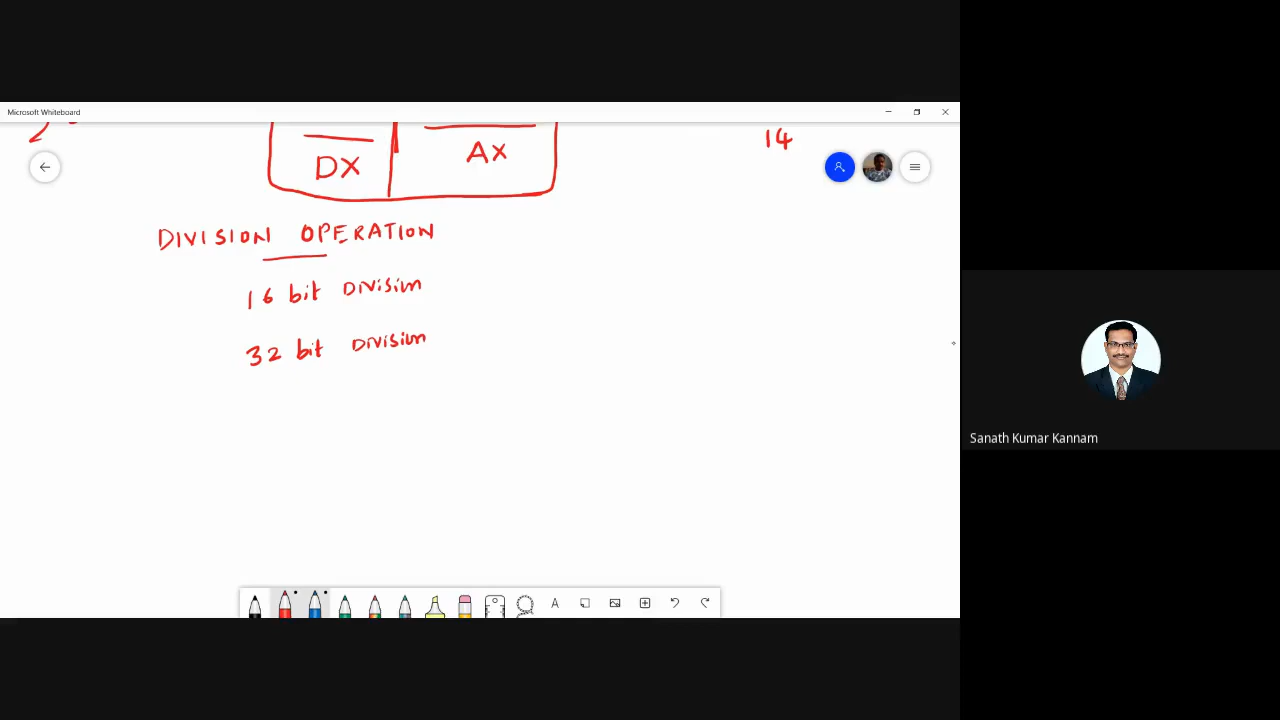 Microsoft Whiteboard
DX AX
14
DIVISION OPERATION
16 bit Division
32 bit Division
Sanath Kumar Kannam
A